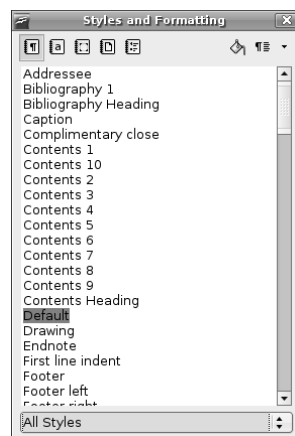 Styles and Formatting
Addressee
Bibliography 1
Bibliography Heading
Caption
Complimentary close
Contents 1
Contents 10
Contents 2
Contents 3
Contents 4
Contents 5
Contents 6
Contents 7
Contents 8
Contents 9
Contents Heading
Default
Drawing
Endnote
First line indent
Footer
Footer left
Footer right
All Styles